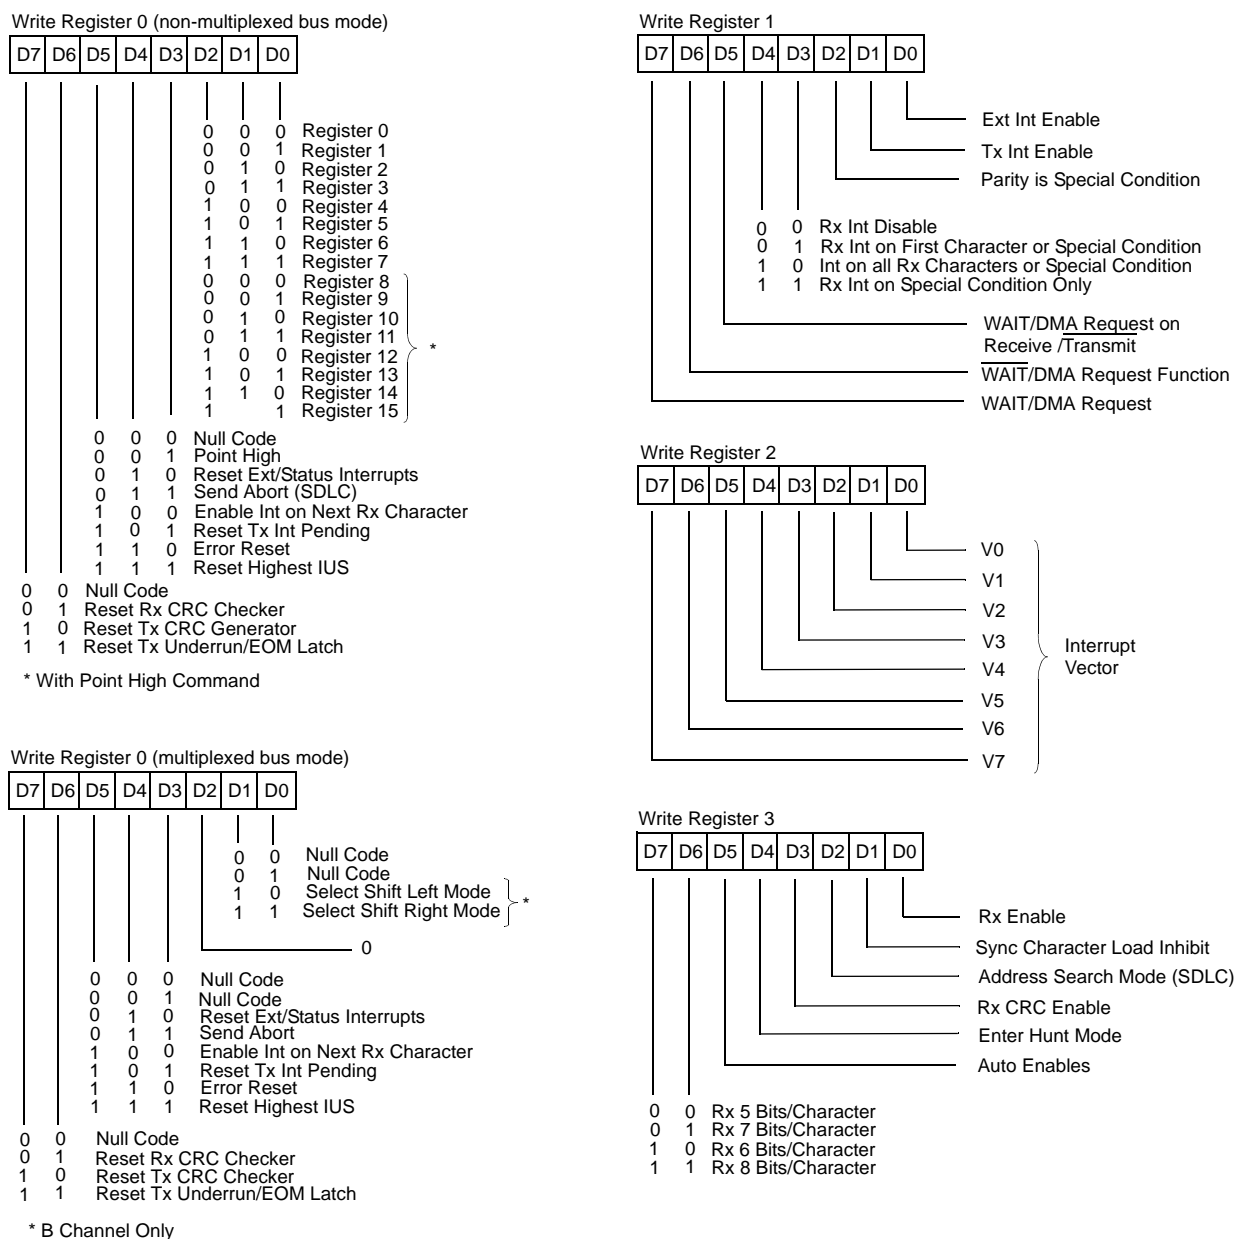 Write Register 0 (non-multiplexed bus mode)
D7 D6 D5 D4 D3 D2 D1 D0
0 0 0 Register 0
0 0 1 Register 1
0 1 0 Register 2
0 1 1 Register 3
1 0 0 Register 4
1 0 1 Register 5
1 1 0 Register 6
1 1 1 Register 7
0 0 0 Register 8
0 0 1 Register 9
0 1 0 Register 10
0 1 1 Register 11
1 0 0 Register 12
1 0 1 Register 13
1 1 0 Register 14
1 1 Register 15
*
0 0 0 Null Code
0 0 1 Point High
0 1 0 Reset Ext/Status Interrupts
0 1 1 Send Abort (SDLC)
1 0 0 Enable Int on Next Rx Character
1 0 1 Reset Tx Int Pending
1 1 0 Error Reset
1 1 1 Reset Highest IUS
0 0 Null Code
0 1 Reset Rx CRC Checker
1 0 Reset Tx CRC Generator
1 1 Reset Tx Underrun/EOM Latch
* With Point High Command
Write Register 0 (multiplexed bus mode)
D7 D6 D5 D4 D3 D2 D1 D0
0 0 Null Code
0 1 Null Code
1 0 Select Shift Left Mode
1 1 Select Shift Right Mode
*
0
0 0 0 Null Code
0 0 1 Null Code
0 1 0 Reset Ext/Status Interrupts
0 1 1 Send Abort
1 0 0 Enable Int on Next Rx Character
1 0 1 Reset Tx Int Pending
1 1 0 Error Reset
1 1 1 Reset Highest IUS
0 0 Null Code
0 1 Reset Rx CRC Checker
1 0 Reset Tx CRC Checker
1 1 Reset Tx Underrun/EOM Latch
* B Channel Only
Write Register 1
D7 D6 D5 D4 D3 D2 D1 D0
Ext Int Enable
Tx Int Enable
Parity is Special Condition
0 0 Rx Int Disable
0 1 Rx Int on First Character or Special Condition
1 0 Int on all Rx Characters or Special Condition
1 1 Rx Int on Special Condition Only
WAIT/DMA Request on
Receive /Transmit
WAIT/DMA Request Function
WAIT/DMA Request
Write Register 2
D7 D6 D5 D4 D3 D2 D1 D0
V0
V1
V2
V3
V4
V5
V6
V7
Interrupt
Vector
Write Register 3
D7 D6 D5 D4 D3 D2 D1 D0
Rx Enable
Sync Character Load Inhibit
Address Search Mode (SDLC)
Rx CRC Enable
Enter Hunt Mode
Auto Enables
0 0 Rx 5 Bits/Character
0 1 Rx 7 Bits/Character
1 0 Rx 6 Bits/Character
1 1 Rx 8 Bits/Character